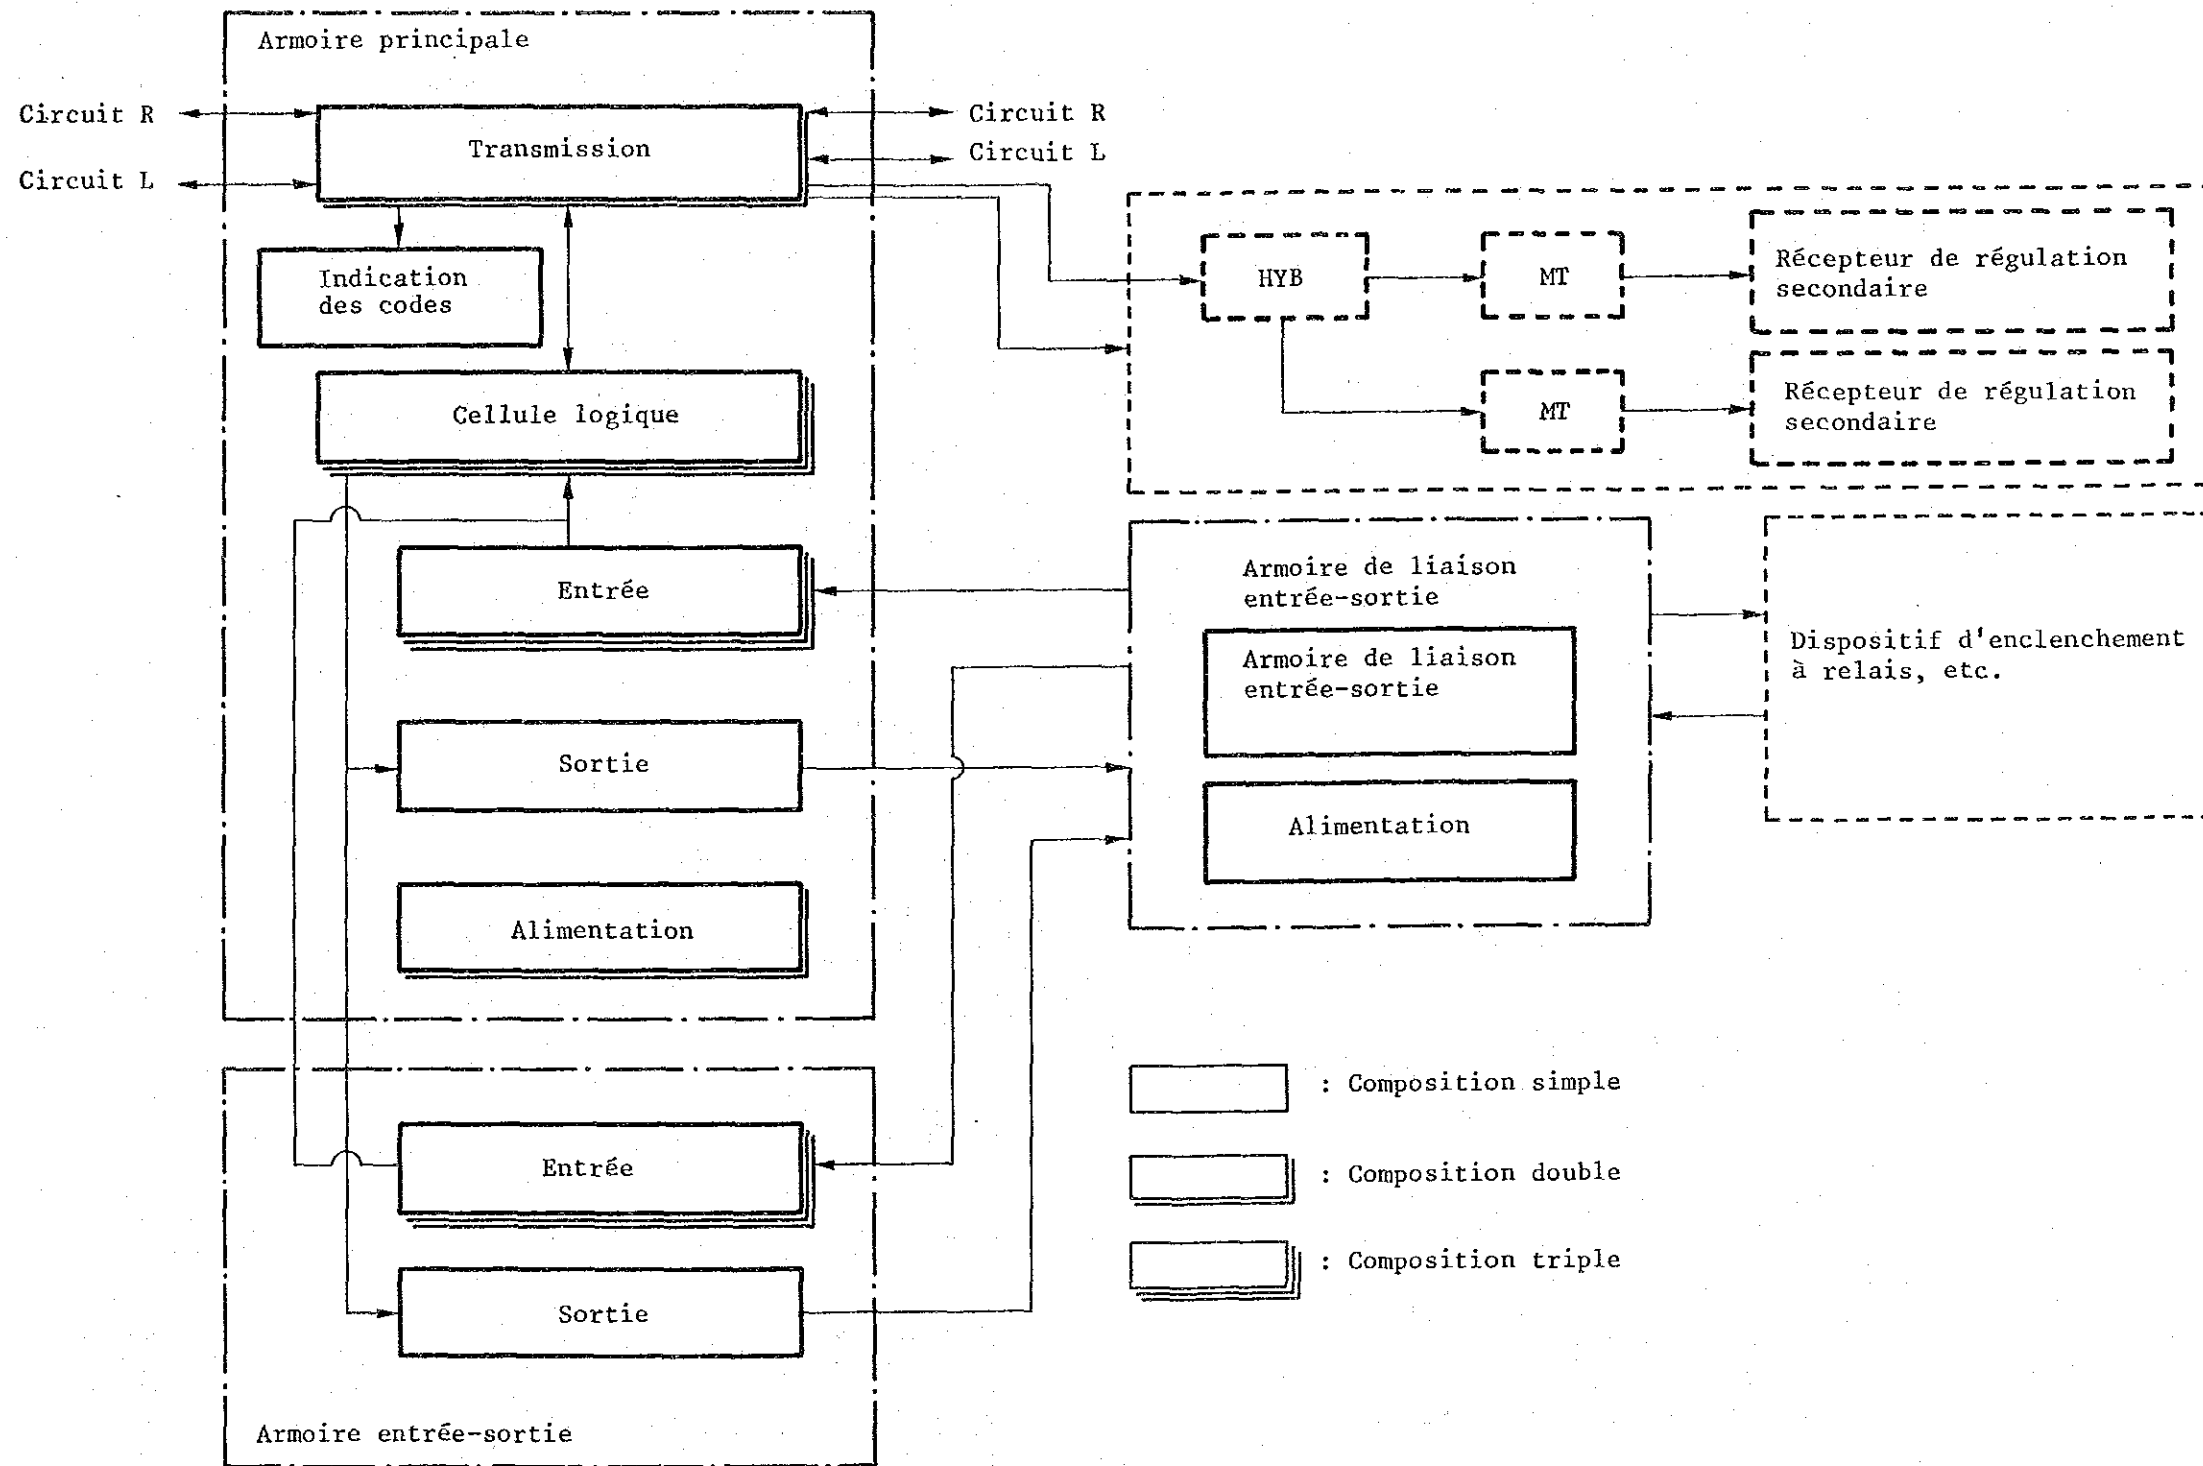 Armoire principale
Circuit R
Circuit L
Transmission
Circuit R
Circuit L
Indication
des codes
Cellule logique
Entrée
Sortie
Alimentation
HYB
MT
Récepteur de régulation
secondaire
MT
Récepteur de régulation
secondaire
Armoire de liaison
entrée-sortie
Armoire de liaison
entrée-sortie
Alimentation
Dispositif d'enclenchement
à relais, etc.
Entrée
Sortie
Armoire entrée-sortie
: Composition simple
: Composition double
: Composition triple